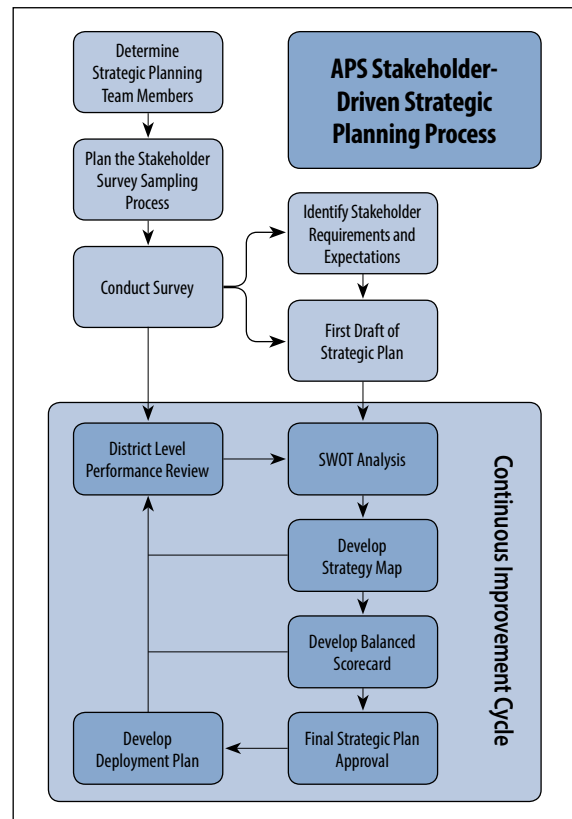 APS Stakeholder-
Driven Strategic
Planning Process
Determine
Strategic Planning
Team Members
Plan the Stakeholder
Survey Sampling
Process
Conduct Survey
Identify Stakeholder
Requirements and
Expectations
First Draft of
Strategic Plan
Continuous Improvement Cycle
District Level
Performance Review
SWOT Analysis
Develop
Strategy Map
Develop Balanced
Scorecard
Final Strategic Plan
Approval
Develop
Deployment Plan